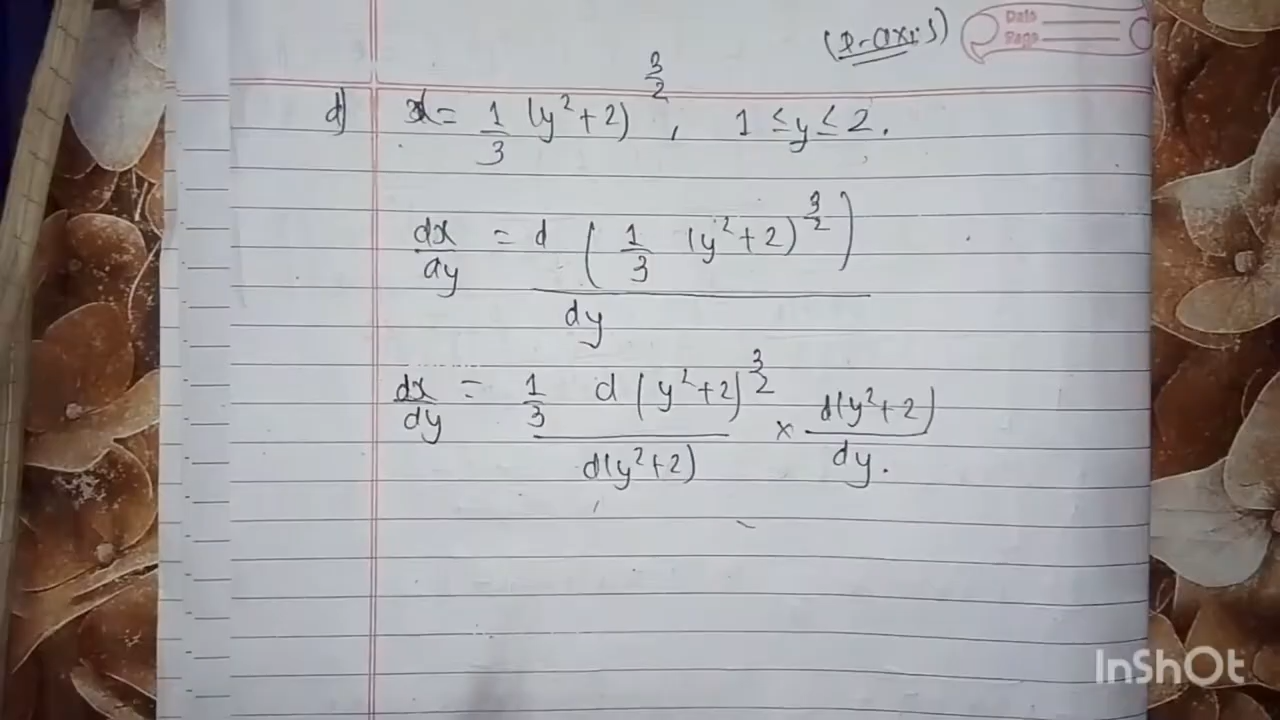 (x-axis)
Date
Page
d) x = 1/3 (y² + 2)^3/2 , 1 ≤ y ≤ 2.
dx/dy = d (1/3 (y² + 2)^3/2) / dy
dx/dy = 1/3 d(y² + 2)^3/2 / d(y² + 2) × d(y² + 2) / dy.
InShOt